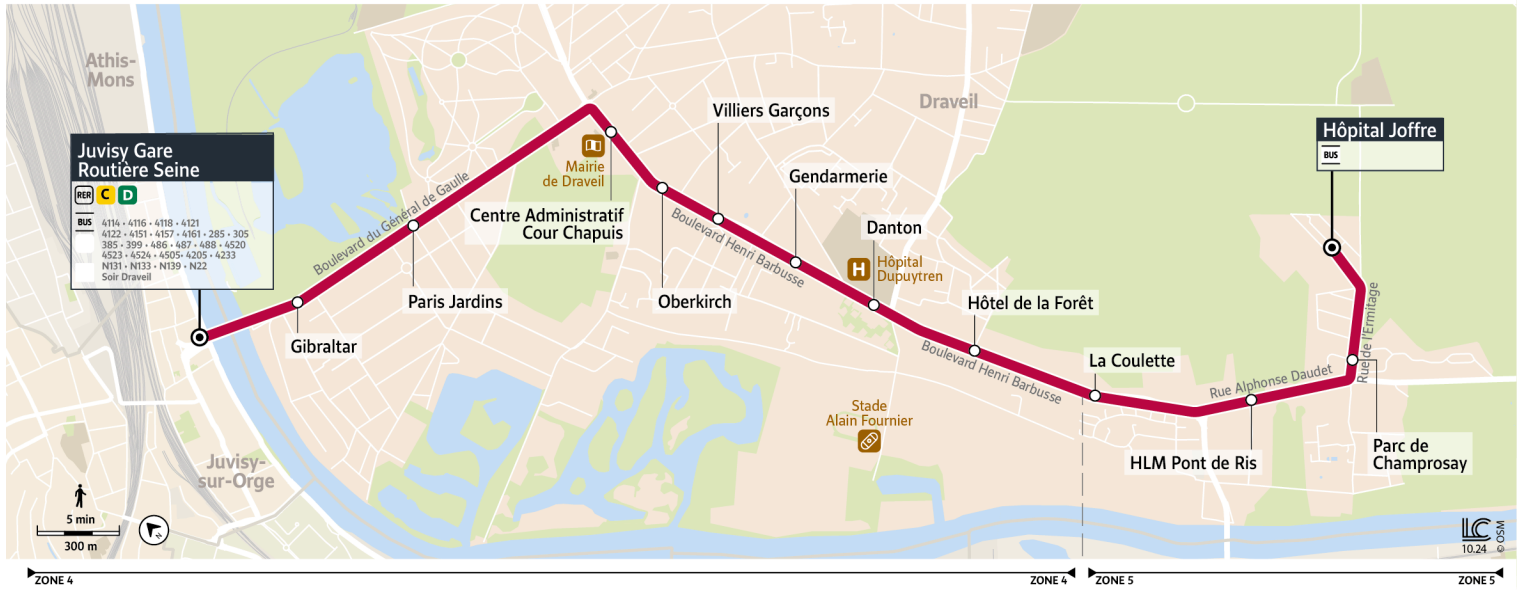 Athis-
Mons
Draveil
Juvisy Gare
Routière Seine
RER C D
BUS
4114 • 4116 • 4118 • 4121
4122 • 4151 • 4157 • 4161 • 285 • 305
385 • 399 • 486 • 487 • 488 • 4520
4523 • 4524 • 4505• 4205 • 4233
N131 • N133 • N139 • N22
Soir Draveil
Boulevard du Général de Gaulle
Gibraltar
Paris Jardins
Mairie
de Draveil
Centre Administratif
Cour Chapuis
Oberkirch
Villiers Garçons
Boulevard Henri Barbusse
Gendarmerie
Danton
H
Hôpital
Dupuytren
Hôtel de la Forêt
Boulevard Henri Barbusse
La Coulette
Stade
Alain Fournier
Rue Alphonse Daudet
HLM Pont de Ris
Parc de
Champrosay
Rue de l'Ermitage
Hôpital Joffre
BUS
Juvisy-
sur-Orge
5 min
300 m
N
LC
10.24
© OSM
ZONE 4
ZONE 4
ZONE 5
ZONE 5